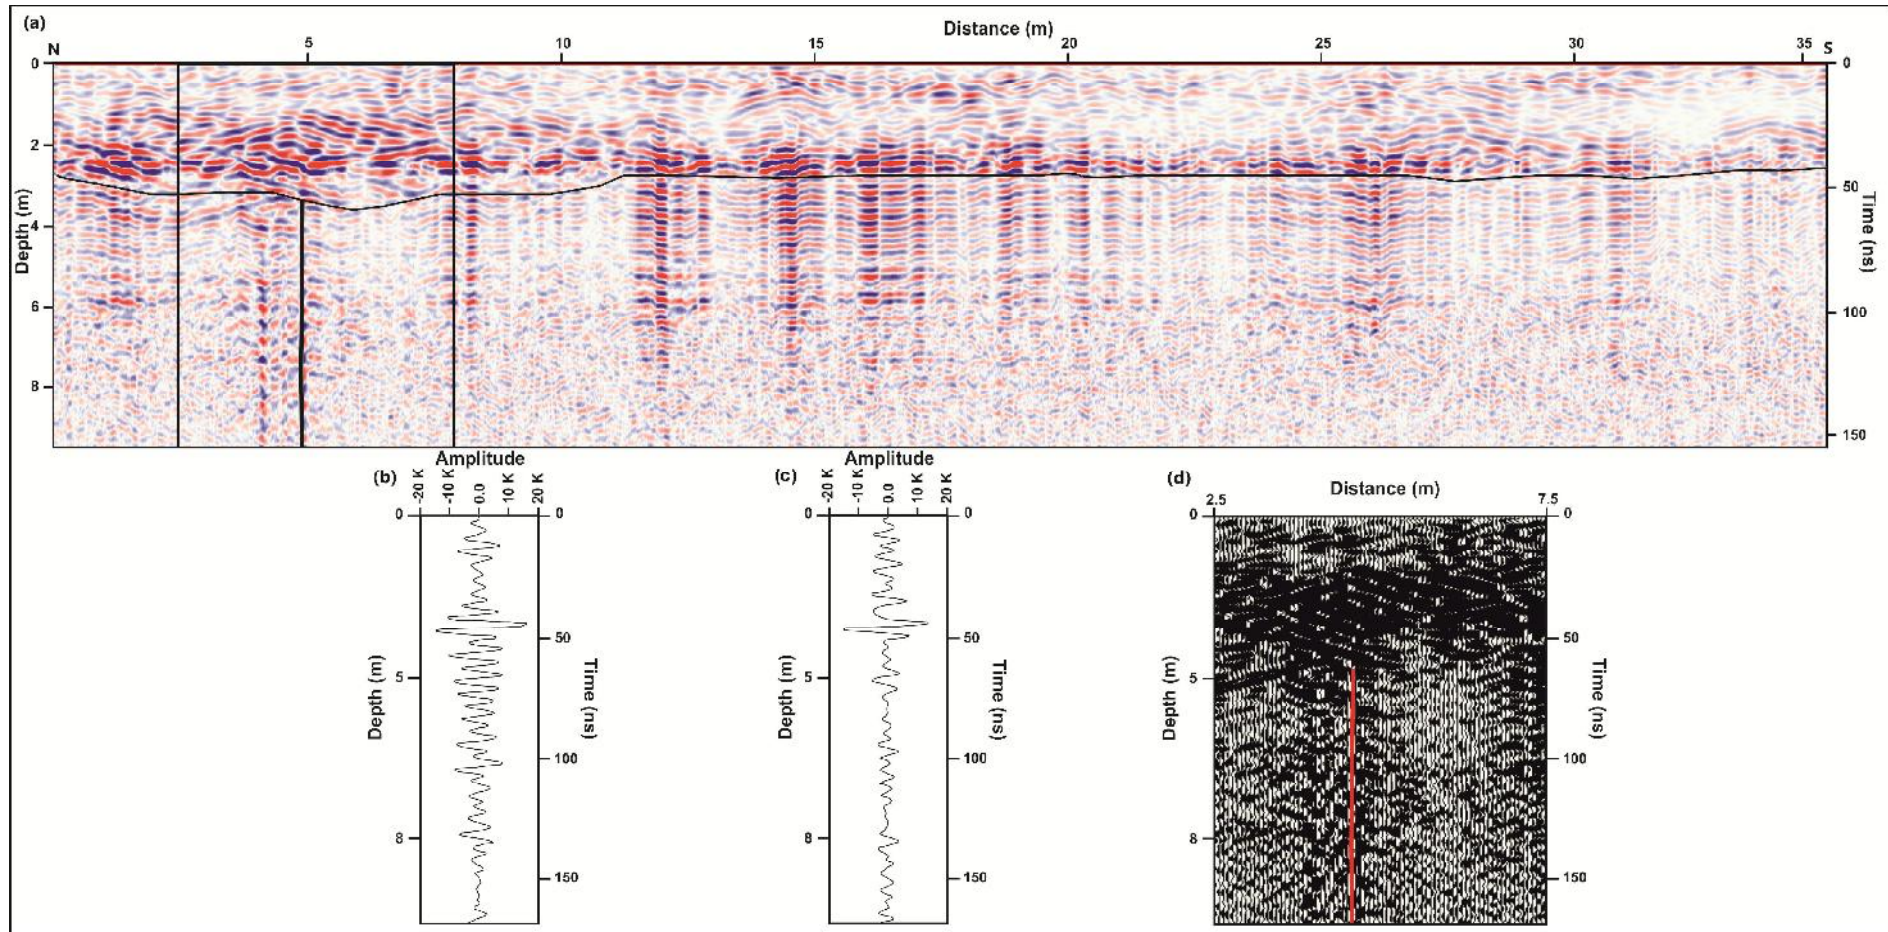 (a)
Distance (m)
N 5 10 15 20 25 30 35 S
0
2
4
6
8
Depth (m)
0
50
100
150
Time (ns)
(b)
Amplitude
-20 K -10 K 0.0 10 K 20 K
0
5
8
Depth (m)
0
50
100
150
Time (ns)
(c)
Amplitude
-20 K -10 K 0.0 10 K 20 K
0
5
8
Depth (m)
0
50
100
150
Time (ns)
(d)
Distance (m)
2.5 7.5
0
5
8
Depth (m)
0
50
100
150
Time (ns)